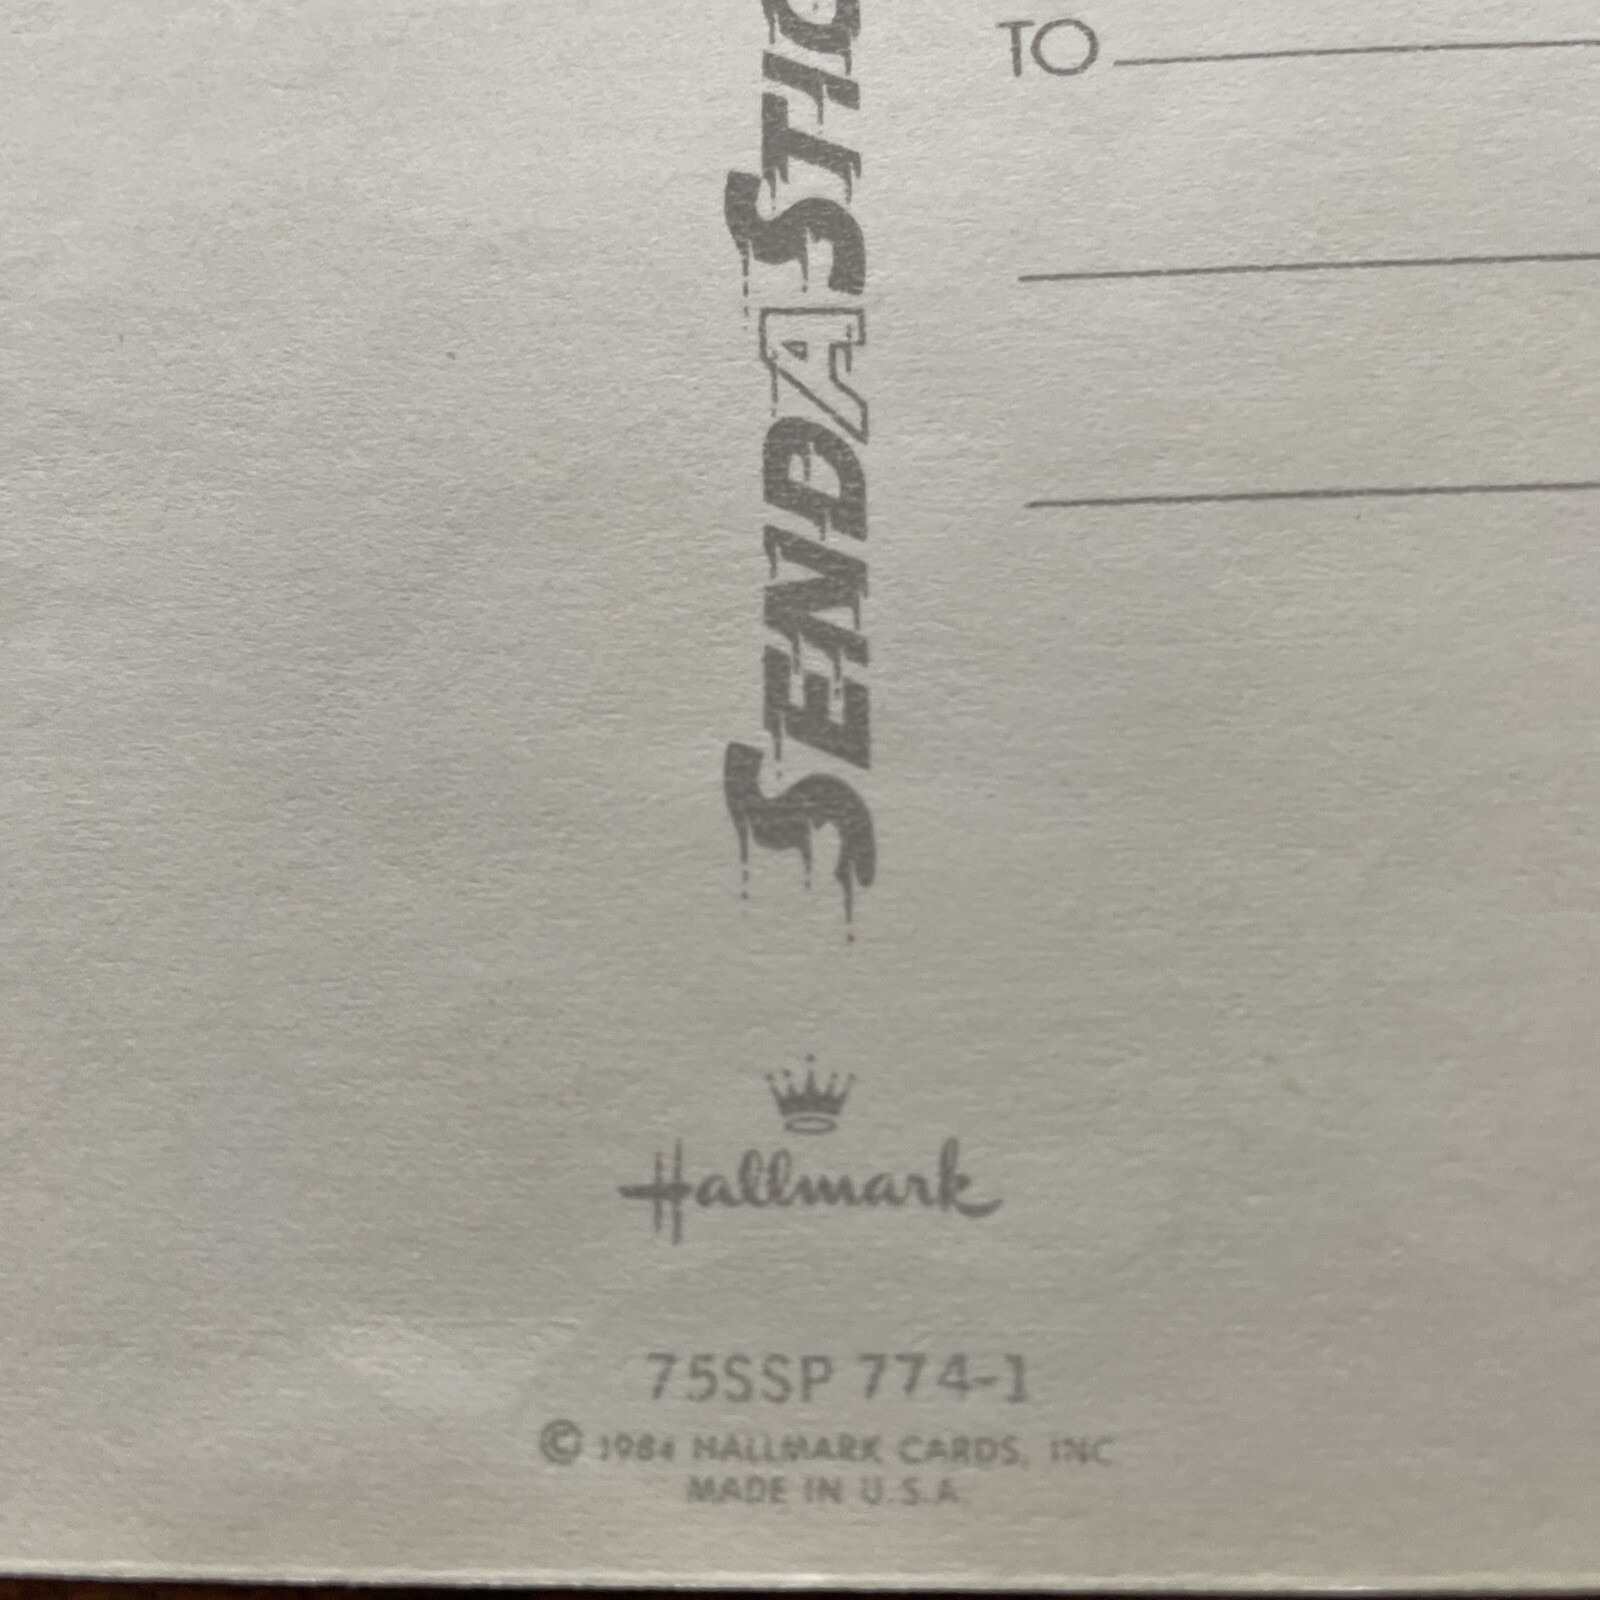 TO
SENDASTIC
Hallmark
75SSP 774-1
© 1984 HALLMARK CARDS, INC.
MADE IN U.S.A.